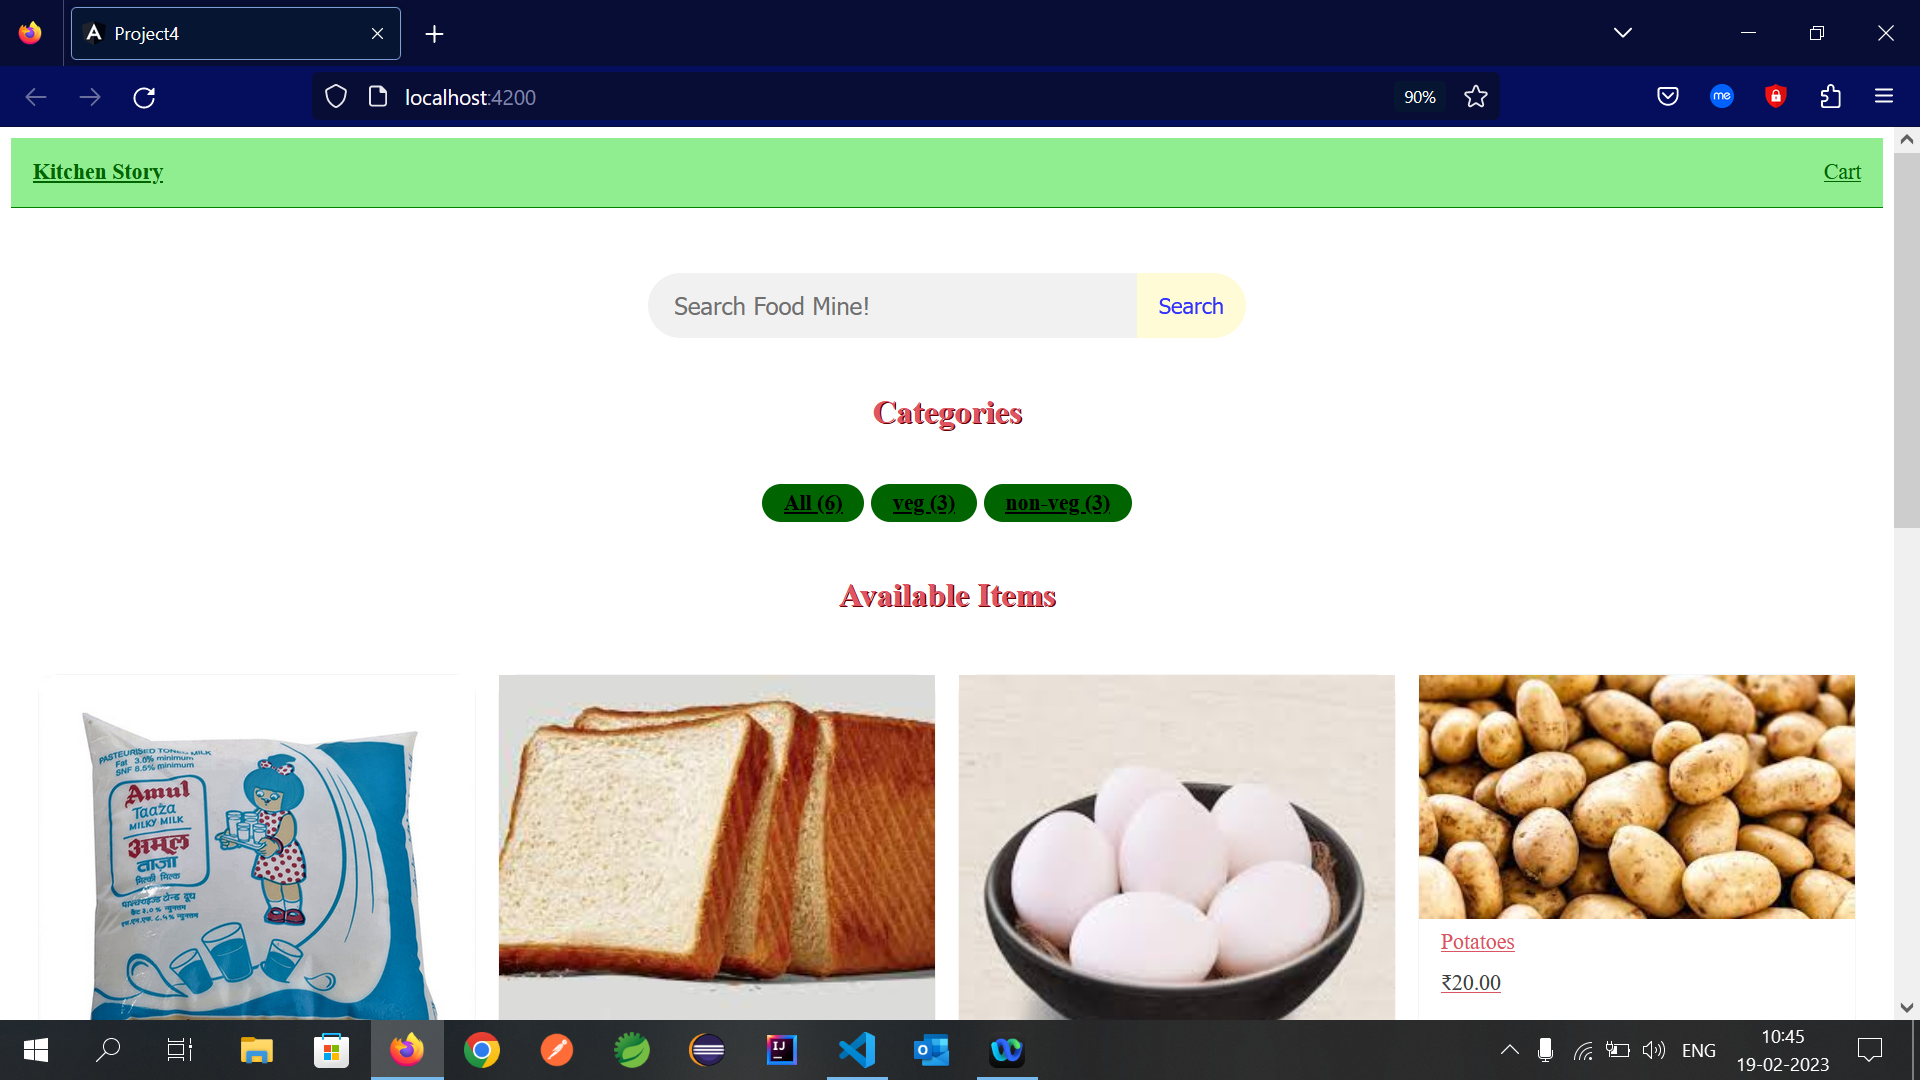 Project4
localhost:4200
90%
me
Kitchen Story
Cart
Search Food Mine!
Search
Categories
All (6)
veg (3)
non-veg (3)
Available Items
PASTEURISED TONED MILK
Fat 3.0% minimum
SNF 8.5% minimum
Amul
Taaza
MILKY MILK
अमूल
ताज़ा
मिल्की मिल्क
Potatoes
₹20.00
IJ
ENG
10:45
19-02-2023